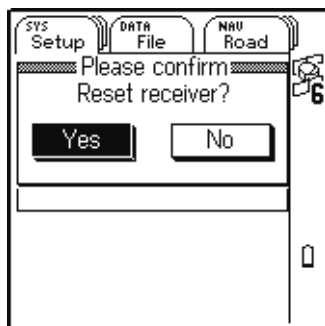 SYS DATA NAV
Setup File Road
Please confirm
Reset receiver?
6
Yes No